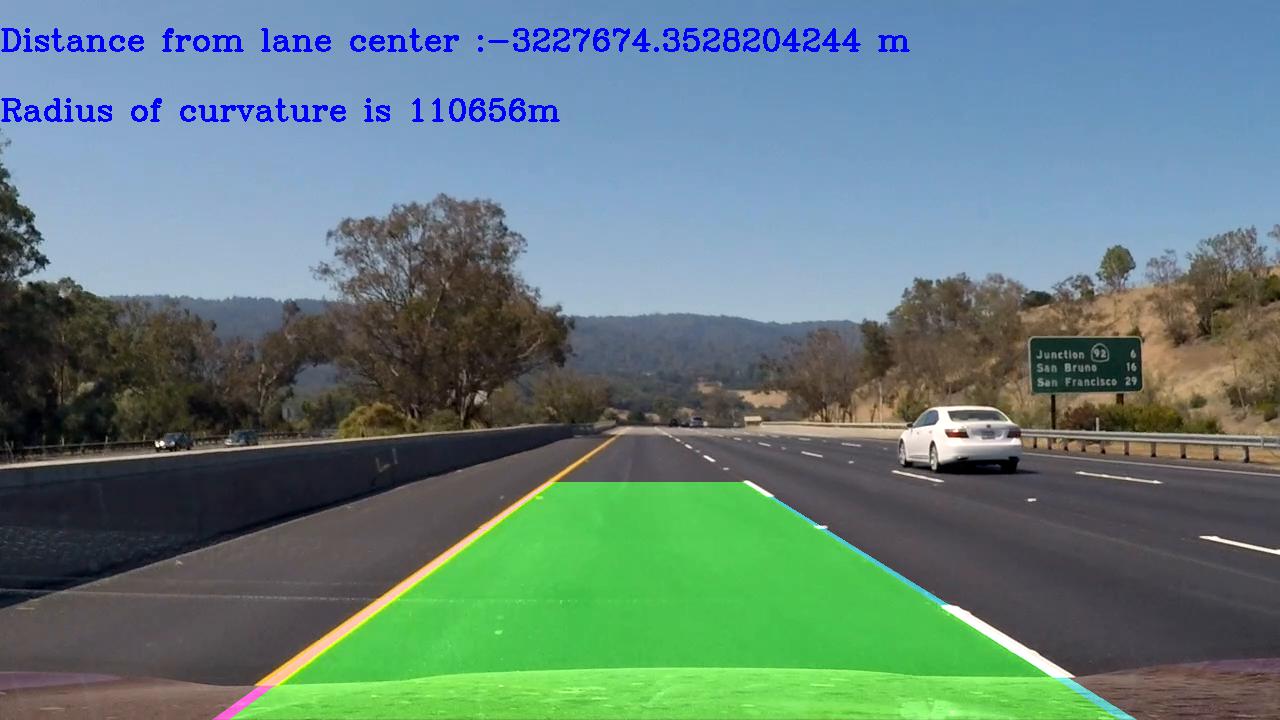 Distance from lane center :-3227674.3528204244 m
Radius of curvature is 110656m
Junction 92 6
San Bruno 16
San Francisco 29